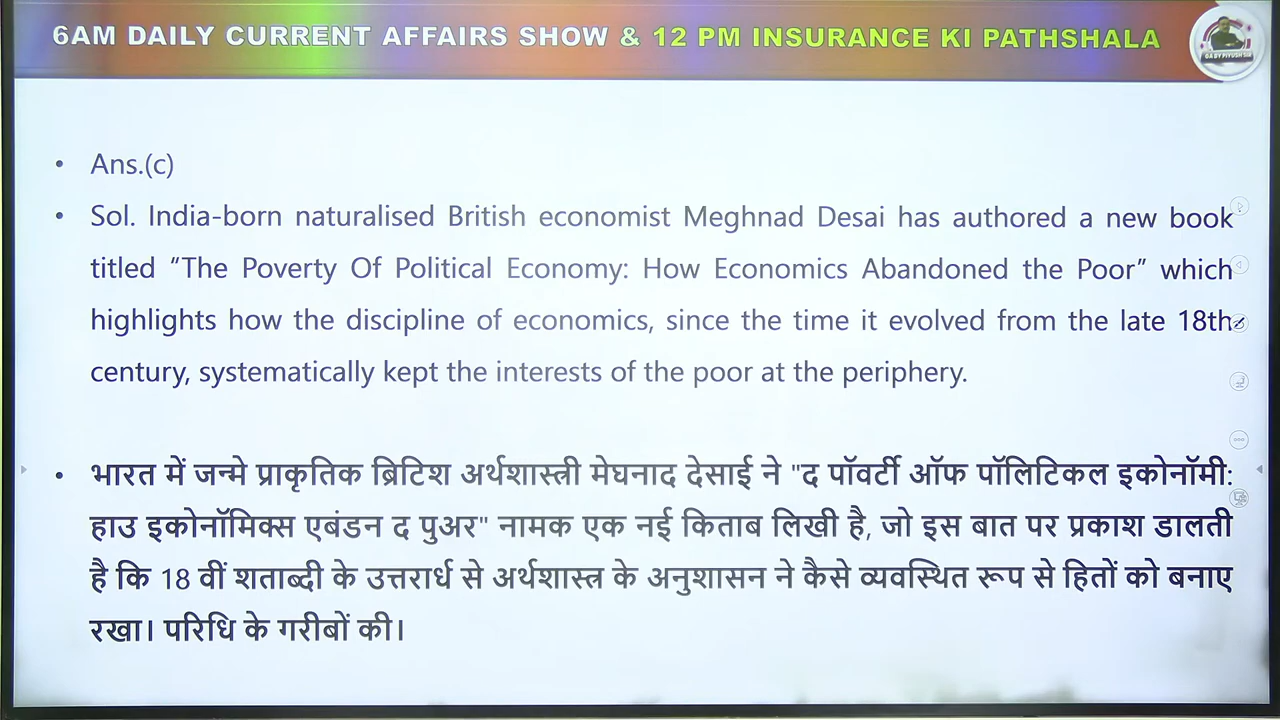 6AM DAILY CURRENT AFFAIRS SHOW & 12 PM INSURANCE KI PATHSHALA
GA BY PIYUSH SIR
• Ans.(c)
• Sol. India-born naturalised British economist Meghnad Desai has authored a new book
titled “The Poverty Of Political Economy: How Economics Abandoned the Poor” which
highlights how the discipline of economics, since the time it evolved from the late 18th
century, systematically kept the interests of the poor at the periphery.
• भारत में जन्मे प्राकृतिक ब्रिटिश अर्थशास्त्री मेघनाद देसाई ने "द पॉवर्टी ऑफ पॉलिटिकल इकोनॉमी:
हाउ इकोनॉमिक्स एबंडन द पुअर" नामक एक नई किताब लिखी है, जो इस बात पर प्रकाश डालती
है कि 18 वीं शताब्दी के उत्तरार्ध से अर्थशास्त्र के अनुशासन ने कैसे व्यवस्थित रूप से हितों को बनाए
रखा। परिधि के गरीबों की।